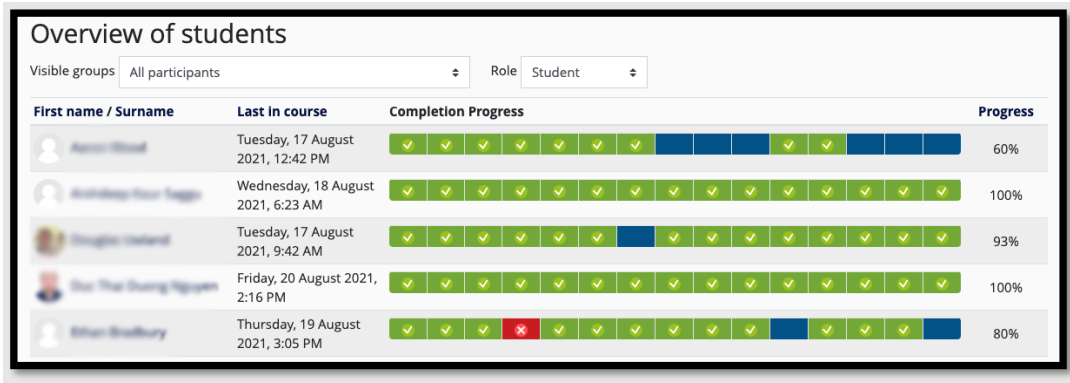 Overview of students
Visible groups All participants Role Student
First name / Surname Last in course Completion Progress Progress
Tuesday, 17 August
2021, 12:42 PM
60%
Wednesday, 18 August
2021, 6:23 AM
100%
Tuesday, 17 August
2021, 9:42 AM
93%
Friday, 20 August 2021,
2:16 PM
100%
Thursday, 19 August
2021, 3:05 PM
80%